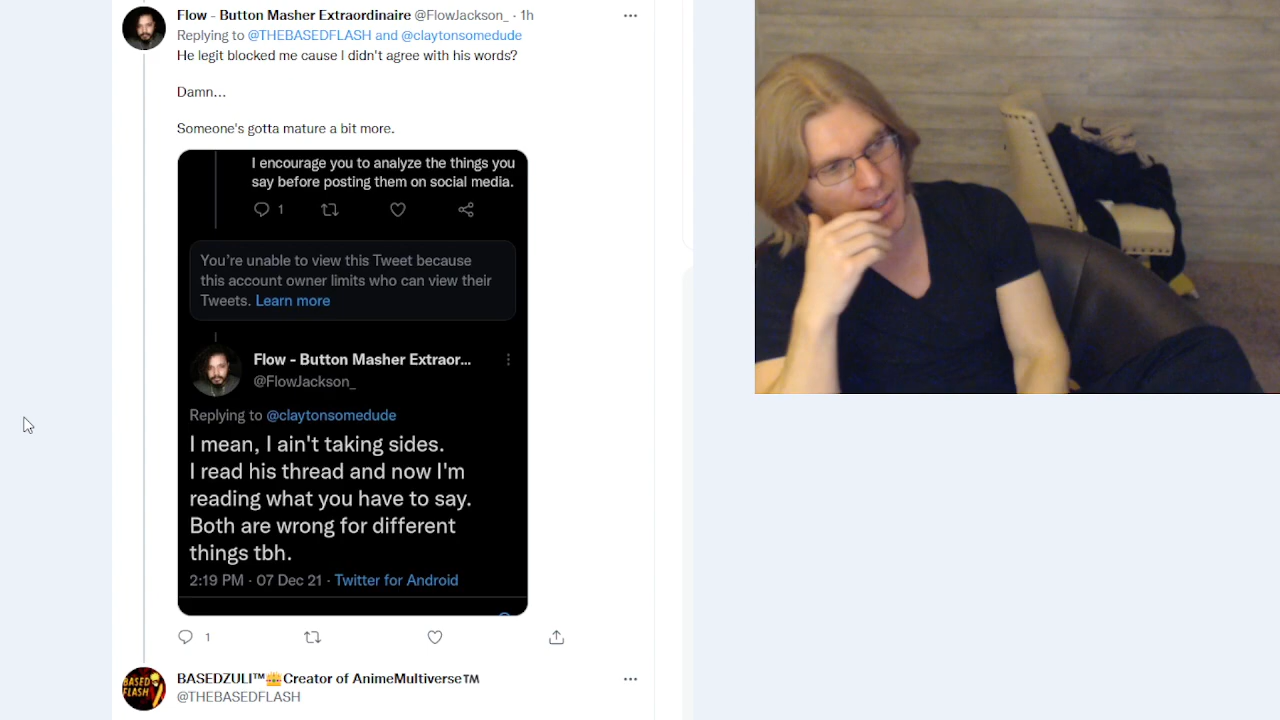 Flow - Button Masher Extraordinaire @FlowJackson_ · 1h
Replying to @THEBASEDFLASH and @claytonsomedude
He legit blocked me cause I didn't agree with his words?
Damn...
Someone's gotta mature a bit more.
I encourage you to analyze the things you
say before posting them on social media.
1
You're unable to view this Tweet because
this account owner limits who can view their
Tweets. Learn more
Flow - Button Masher Extraor...
@FlowJackson_
Replying to @claytonsomedude
I mean, I ain't taking sides.
I read his thread and now I'm
reading what you have to say.
Both are wrong for different
things tbh.
2:19 PM · 07 Dec 21 · Twitter for Android
1
BASED FLASH
BASEDZULI™👑Creator of AnimeMultiverse™
@THEBASEDFLASH